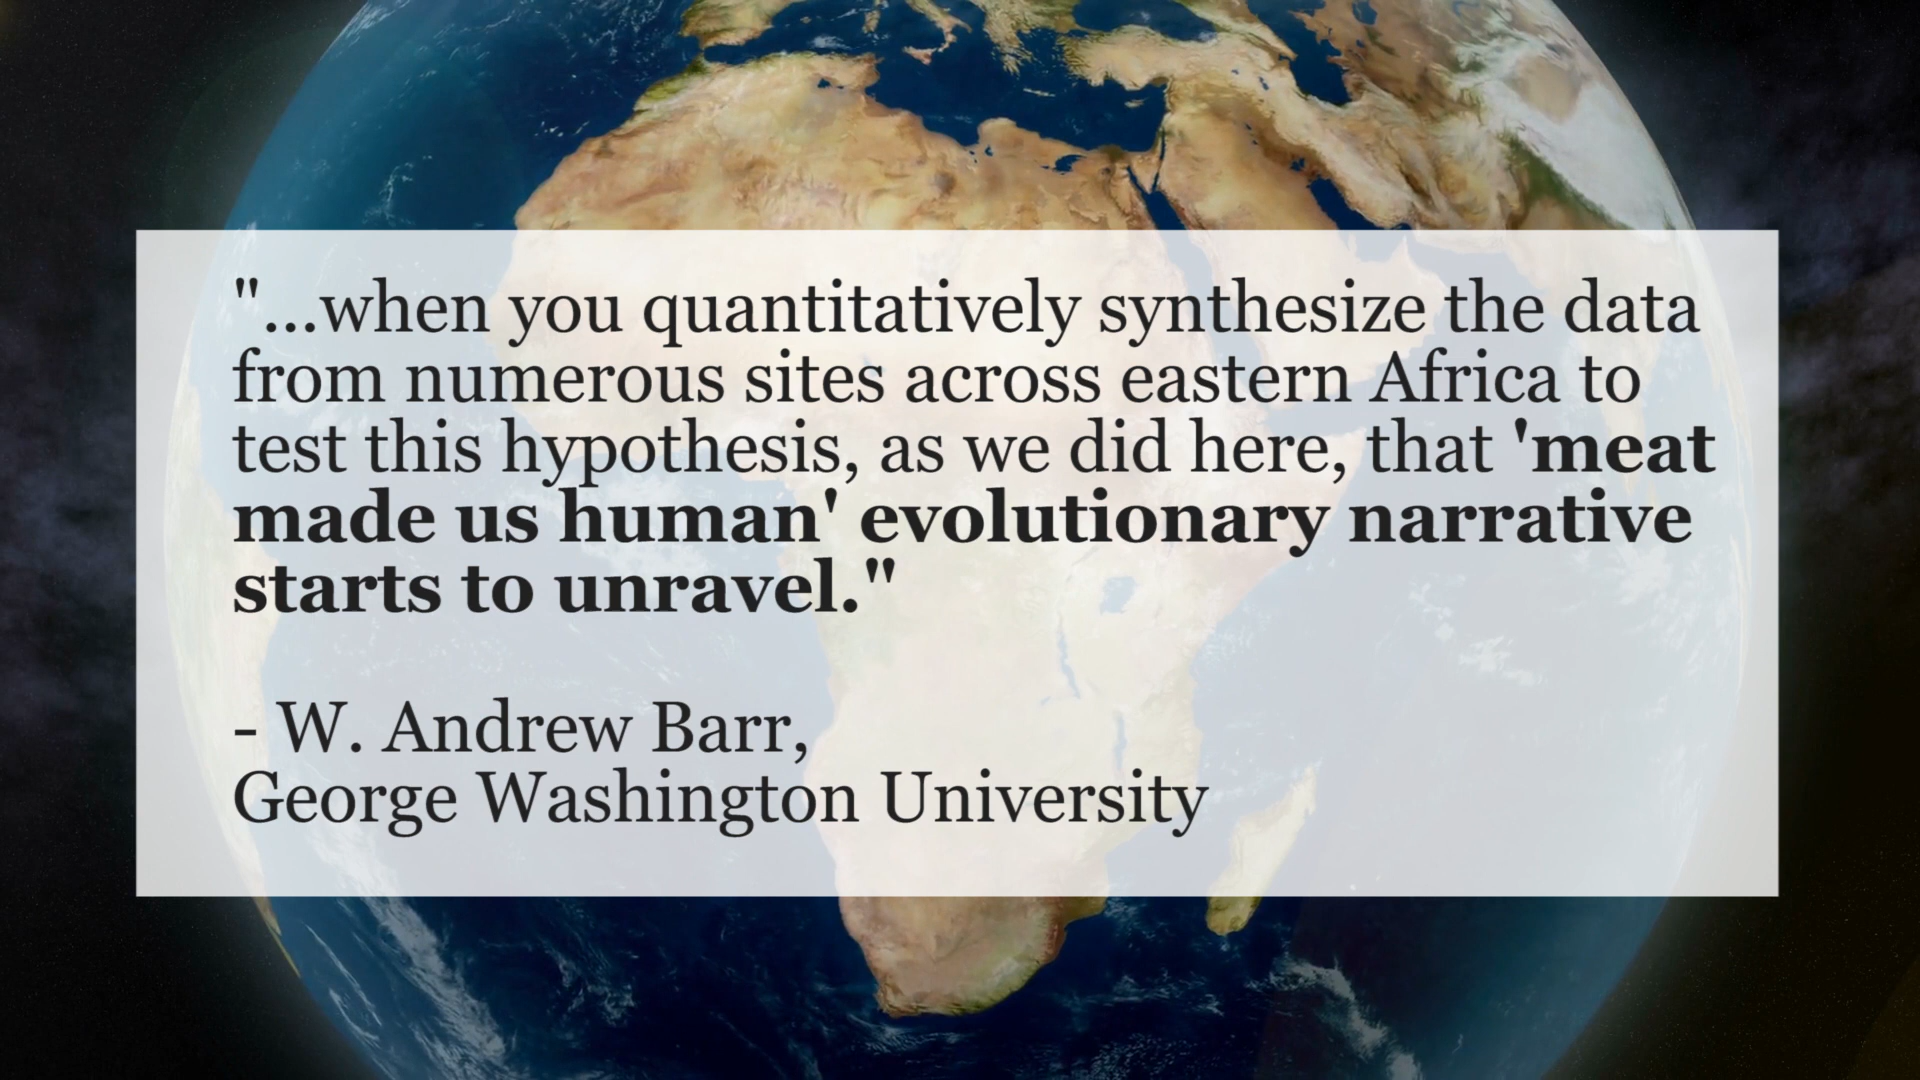 "...when you quantitatively synthesize the data
from numerous sites across eastern Africa to
test this hypothesis, as we did here, that 'meat
made us human' evolutionary narrative
starts to unravel."
- W. Andrew Barr,
George Washington University